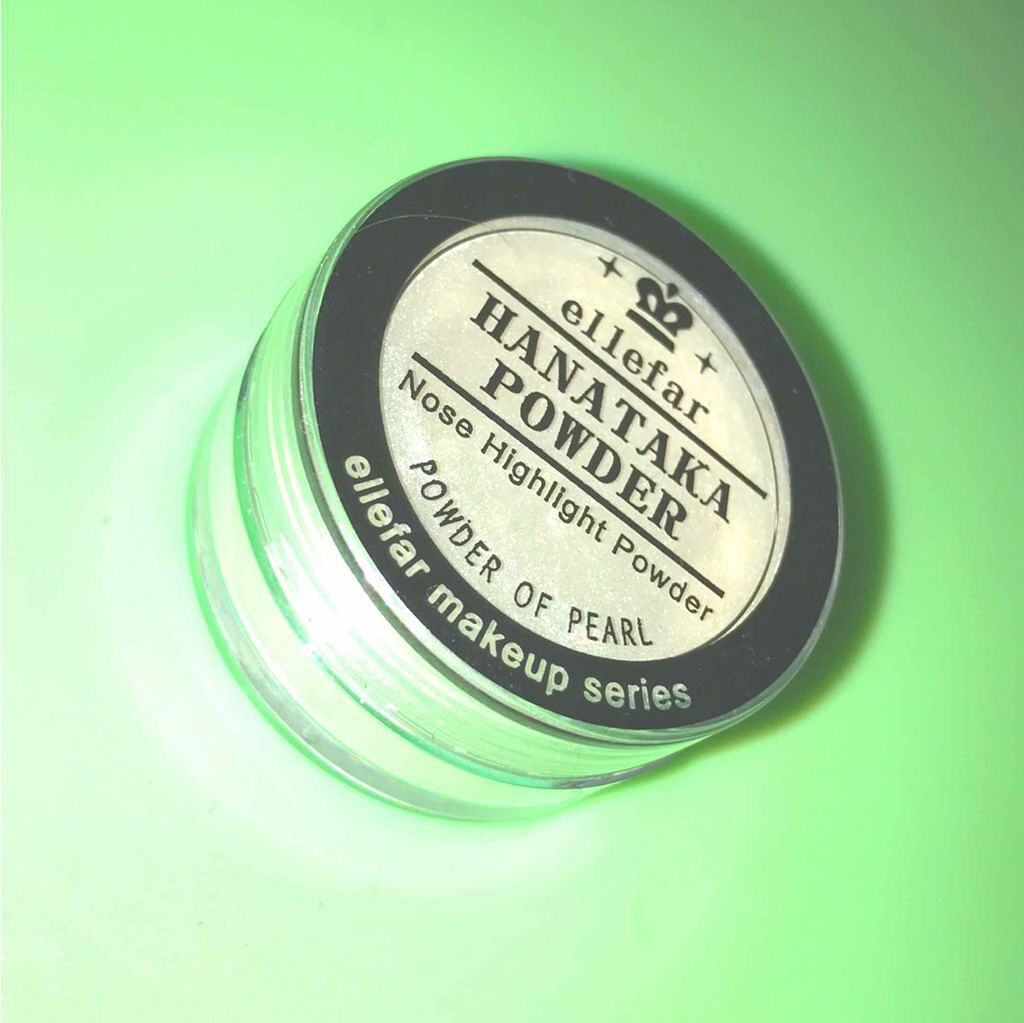 ellefar
HANATAKA
POWDER
Nose Highlight Powder
POWDER OF PEARL
ellefar makeup series